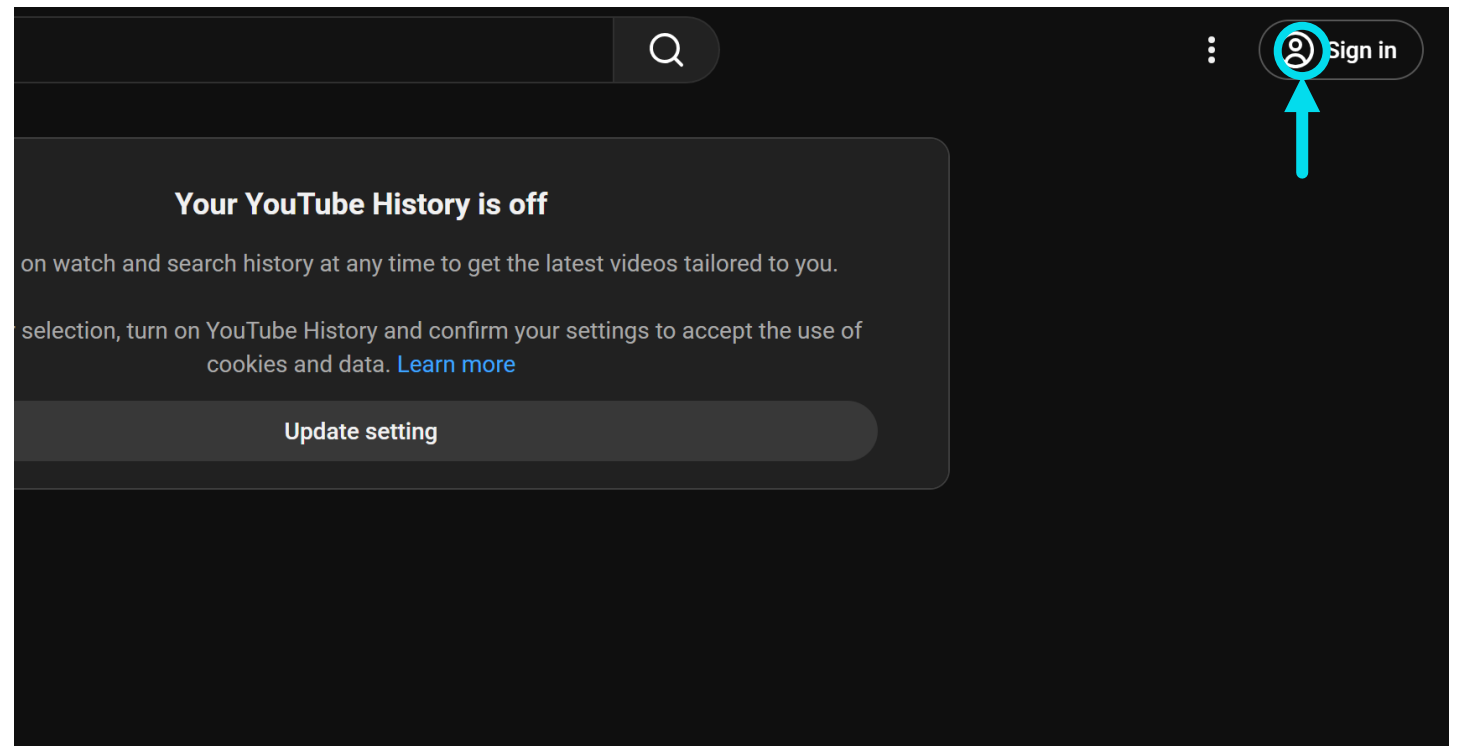 Sign in
Your YouTube History is off
on watch and search history at any time to get the latest videos tailored to you.
selection, turn on YouTube History and confirm your settings to accept the use of
cookies and data. Learn more
Update setting